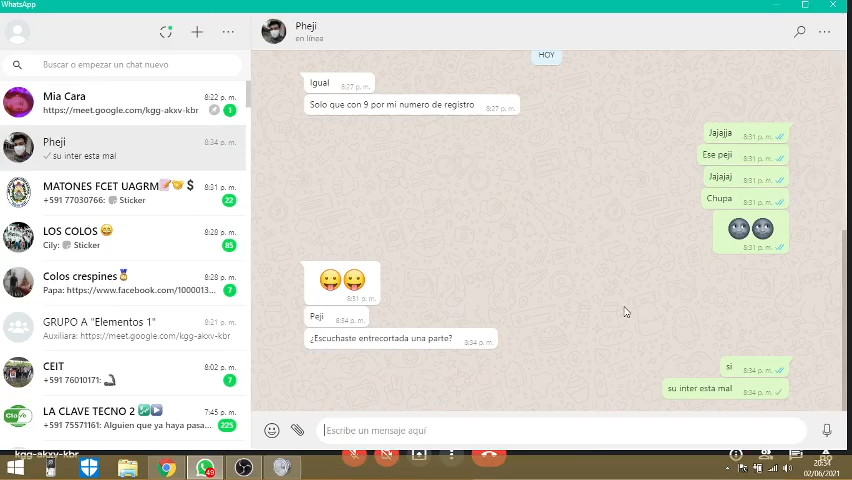 WhatsApp
Buscar o empezar un chat nuevo
Mia Cara
8:22 p. m.
https://meet.google.com/kgg-akxv-kbr
1
Pheji
8:34 p. m.
su inter esta mal
MATONES FCET UAGRM📝🤝💲
8:31 p. m.
+591 77030766: Sticker
22
LOS COLOS 😄
8:28 p. m.
Cily: Sticker
85
Colos crespines🏅
8:28 p. m.
Papa: https://www.facebook.com/1000013...
7
GRUPO A "Elementos 1"
8:21 p. m.
Auxiliara: https://meet.google.com/kgg-akxv-kbr
CEIT
8:02 p. m.
+591 76010171:
7
LA CLAVE TECNO 2
7:45 p. m.
+591 75571161: Alguien que ya haya pasa...
225
Pheji
en línea
HOY
Igual 8:27 p. m.
Solo que con 9 por mi numero de registro 8:27 p. m.
Jajajja 8:31 p. m.
Ese peji 8:31 p. m.
Jajajaj 8:31 p. m.
Chupa 8:31 p. m.
🌚🌚
8:31 p. m.
😛😛
8:31 p. m.
Peji 8:34 p. m.
¿Escuchaste entrecortada una parte? 8:34 p. m.
si 8:34 p. m.
su inter esta mal 8:34 p. m.
Escribe un mensaje aquí
kgg-akxv-kbr
49
20:34
02/06/2021